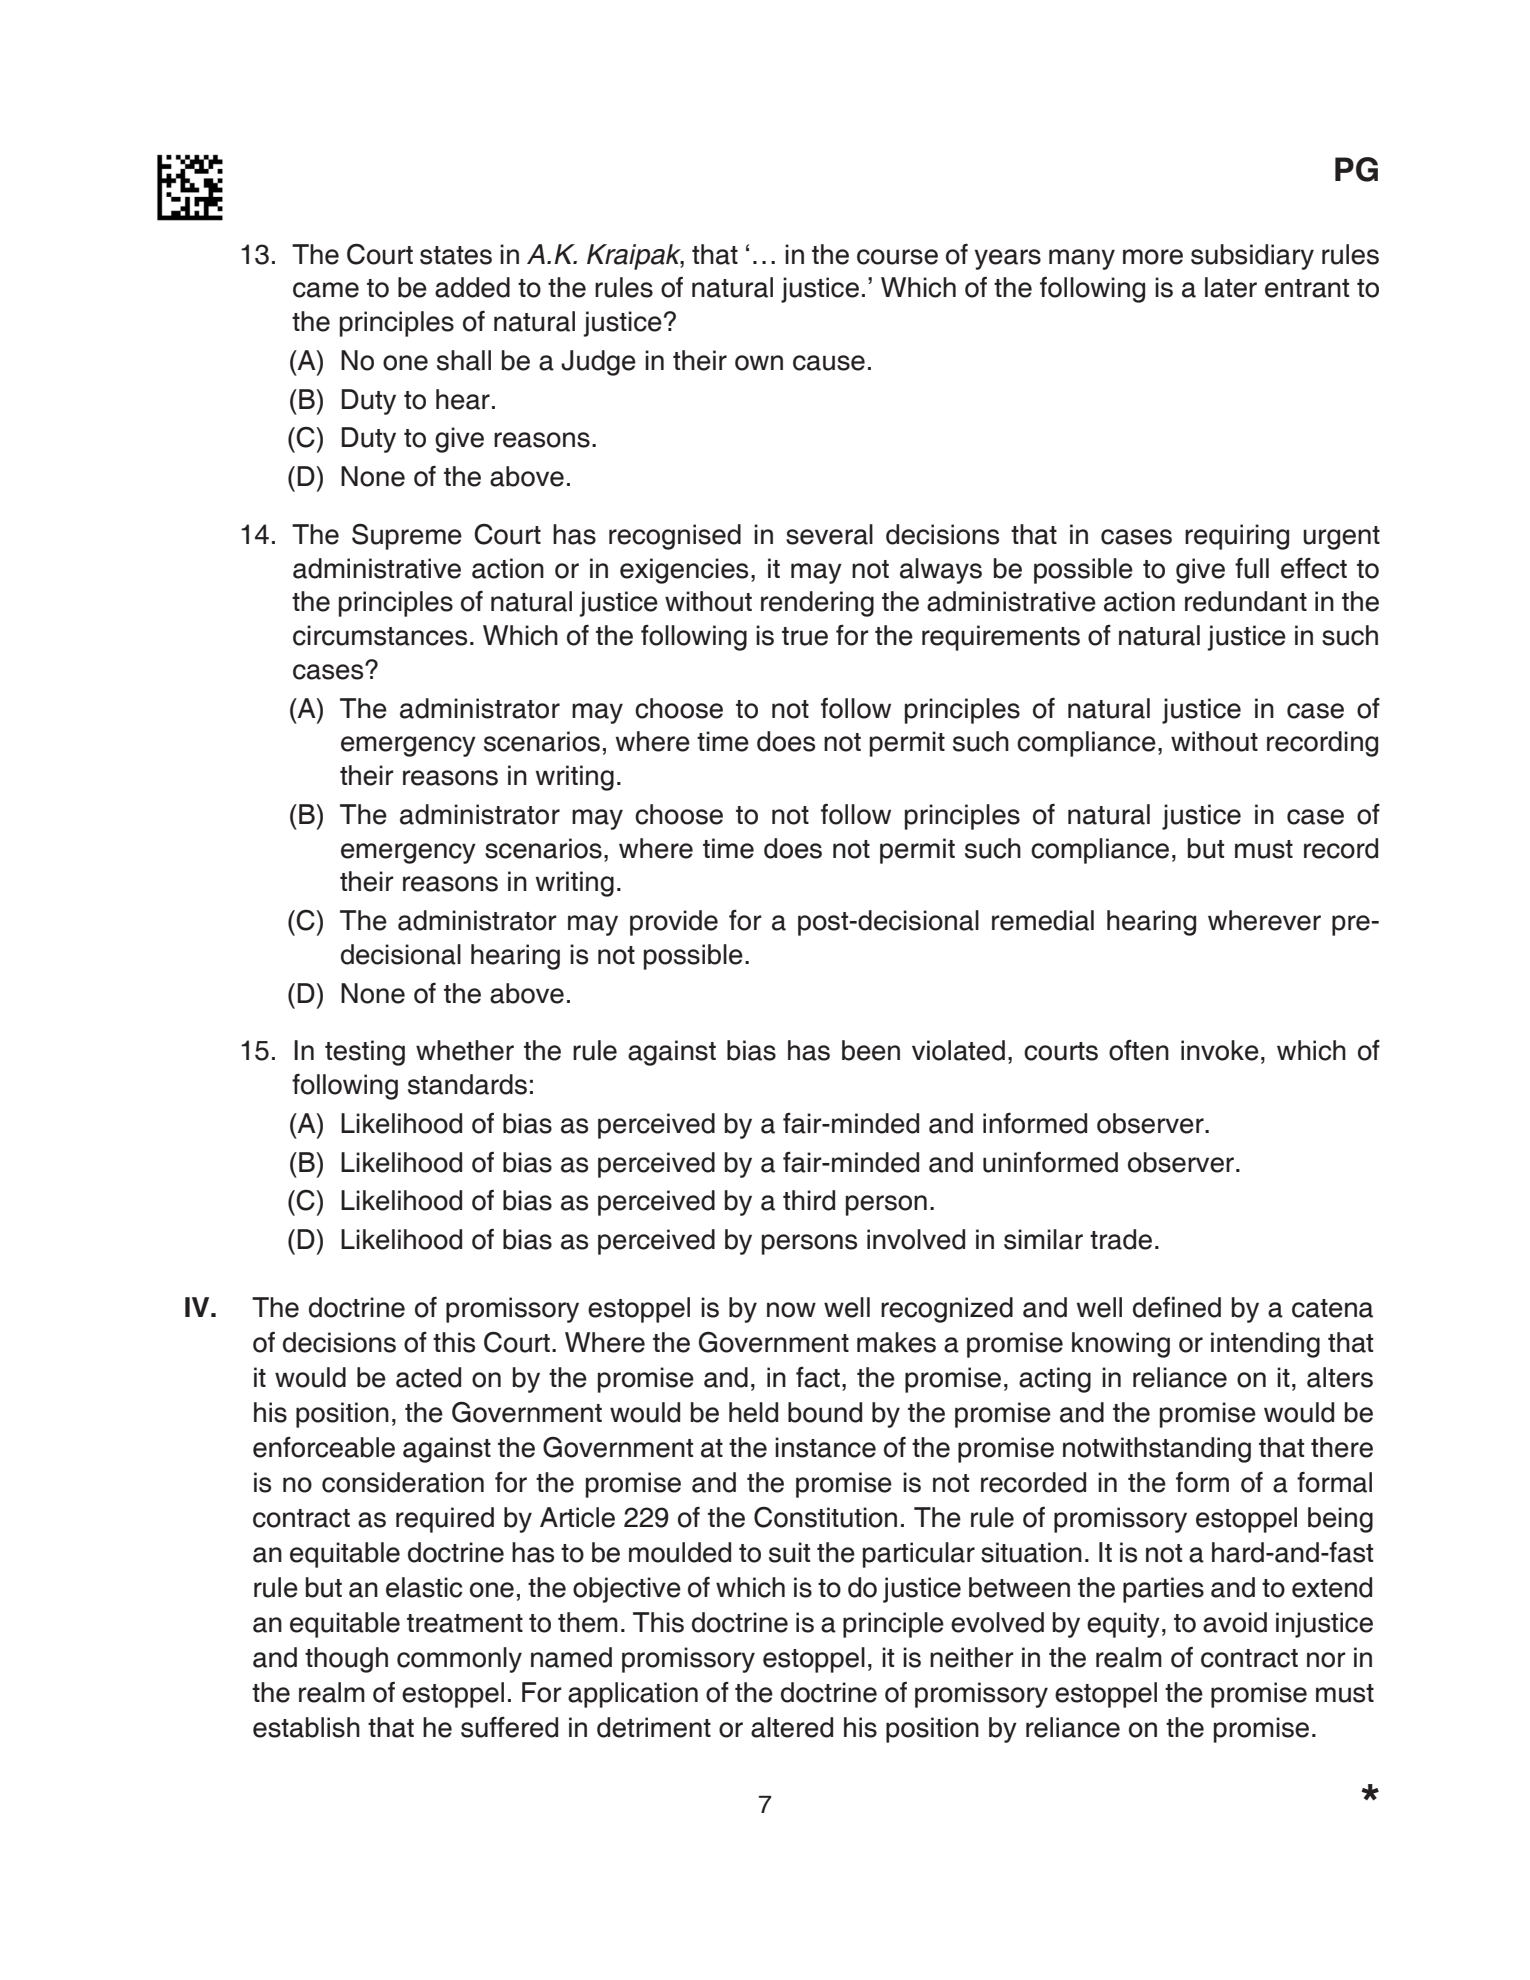 PG
13. The Court states in A.K. Kraipak, that ‘… in the course of years many more subsidiary rules
came to be added to the rules of natural justice.’ Which of the following is a later entrant to
the principles of natural justice?
(A) No one shall be a Judge in their own cause.
(B) Duty to hear.
(C) Duty to give reasons.
(D) None of the above.
14. The Supreme Court has recognised in several decisions that in cases requiring urgent
administrative action or in exigencies, it may not always be possible to give full effect to
the principles of natural justice without rendering the administrative action redundant in the
circumstances. Which of the following is true for the requirements of natural justice in such
cases?
(A) The administrator may choose to not follow principles of natural justice in case of
emergency scenarios, where time does not permit such compliance, without recording
their reasons in writing.
(B) The administrator may choose to not follow principles of natural justice in case of
emergency scenarios, where time does not permit such compliance, but must record
their reasons in writing.
(C) The administrator may provide for a post-decisional remedial hearing wherever pre-
decisional hearing is not possible.
(D) None of the above.
15. In testing whether the rule against bias has been violated, courts often invoke, which of
following standards:
(A) Likelihood of bias as perceived by a fair-minded and informed observer.
(B) Likelihood of bias as perceived by a fair-minded and uninformed observer.
(C) Likelihood of bias as perceived by a third person.
(D) Likelihood of bias as perceived by persons involved in similar trade.
IV. The doctrine of promissory estoppel is by now well recognized and well defined by a catena
of decisions of this Court. Where the Government makes a promise knowing or intending that
it would be acted on by the promise and, in fact, the promise, acting in reliance on it, alters
his position, the Government would be held bound by the promise and the promise would be
enforceable against the Government at the instance of the promise notwithstanding that there
is no consideration for the promise and the promise is not recorded in the form of a formal
contract as required by Article 229 of the Constitution. The rule of promissory estoppel being
an equitable doctrine has to be moulded to suit the particular situation. It is not a hard-and-fast
rule but an elastic one, the objective of which is to do justice between the parties and to extend
an equitable treatment to them. This doctrine is a principle evolved by equity, to avoid injustice
and though commonly named promissory estoppel, it is neither in the realm of contract nor in
the realm of estoppel. For application of the doctrine of promissory estoppel the promise must
establish that he suffered in detriment or altered his position by reliance on the promise.
7
*